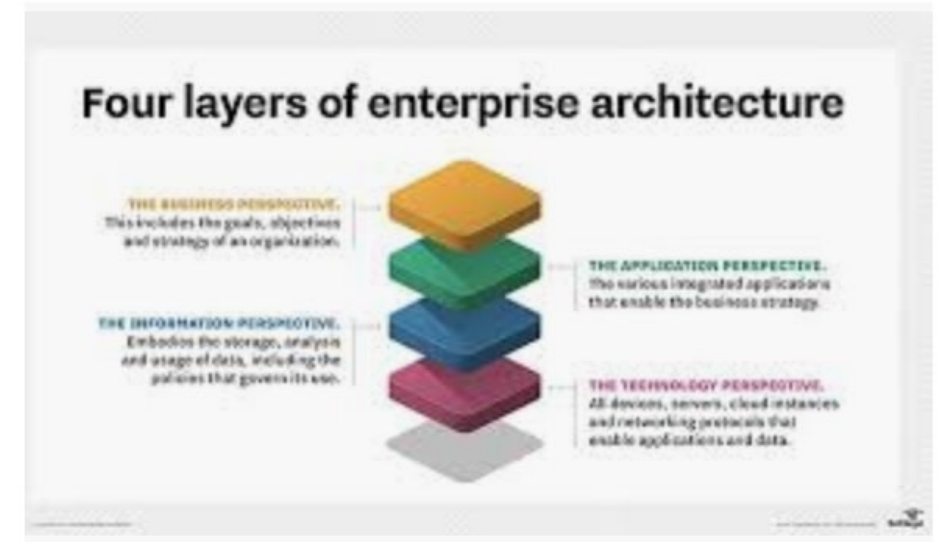 Four layers of enterprise architecture
THE BUSINESS PERSPECTIVE.
This includes the goals, objectives
and strategy of an organization.
THE APPLICATION PERSPECTIVE.
The various integrated applications
that enable the business strategy.
THE INFORMATION PERSPECTIVE.
Embodies the storage, analysis
and usage of data, including the
policies that govern its use.
THE TECHNOLOGY PERSPECTIVE.
All devices, servers, cloud instances
and networking protocols that
enable applications and data.